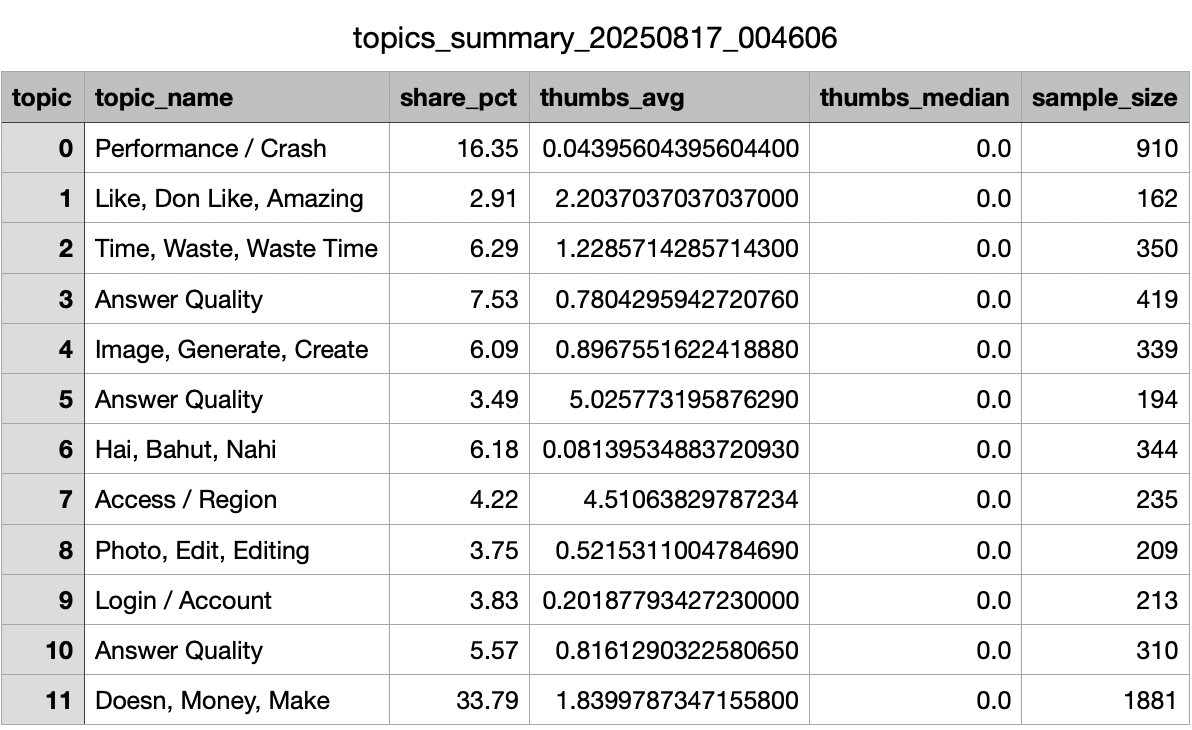 topics_summary_20250817_004606
topic topic_name share_pct thumbs_avg thumbs_median sample_size
0 Performance / Crash 16.35 0.04395604395604400 0.0 910
1 Like, Don Like, Amazing 2.91 2.2037037037037000 0.0 162
2 Time, Waste, Waste Time 6.29 1.2285714285714300 0.0 350
3 Answer Quality 7.53 0.7804295942720760 0.0 419
4 Image, Generate, Create 6.09 0.8967551622418880 0.0 339
5 Answer Quality 3.49 5.025773195876290 0.0 194
6 Hai, Bahut, Nahi 6.18 0.08139534883720930 0.0 344
7 Access / Region 4.22 4.51063829787234 0.0 235
8 Photo, Edit, Editing 3.75 0.5215311004784690 0.0 209
9 Login / Account 3.83 0.20187793427230000 0.0 213
10 Answer Quality 5.57 0.8161290322580650 0.0 310
11 Doesn, Money, Make 33.79 1.8399787347155800 0.0 1881